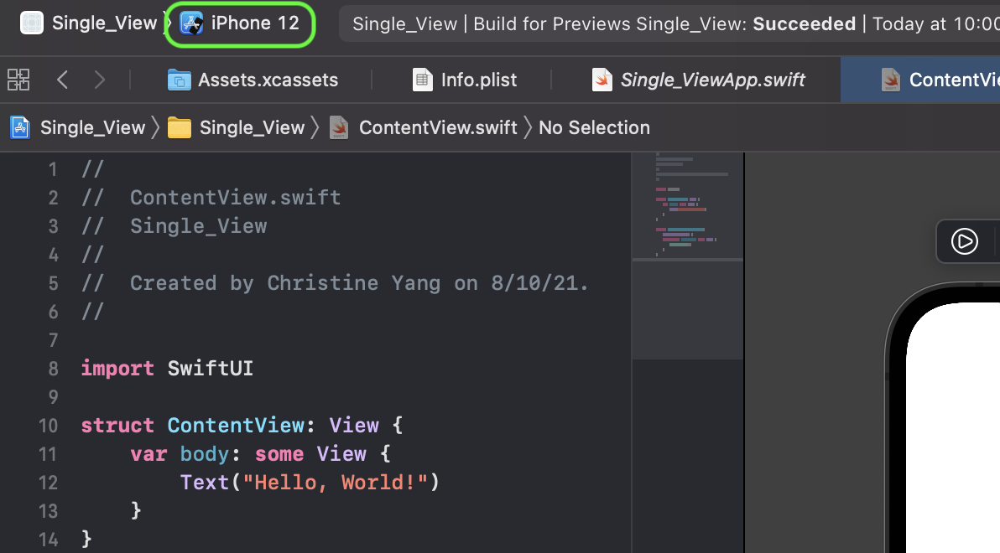 Single_View 〉 iPhone 12
Single_View | Build for Previews Single_View: Succeeded | Today at 10:00
Assets.xcassets
Info.plist
Single_ViewApp.swift
ContentVie
Single_View 〉 Single_View 〉 ContentView.swift 〉 No Selection
1 //
2 //  ContentView.swift
3 //  Single_View
4 //
5 //  Created by Christine Yang on 8/10/21.
6 //
7
8 import SwiftUI
9
10 struct ContentView: View {
11     var body: some View {
12         Text("Hello, World!")
13     }
14 }